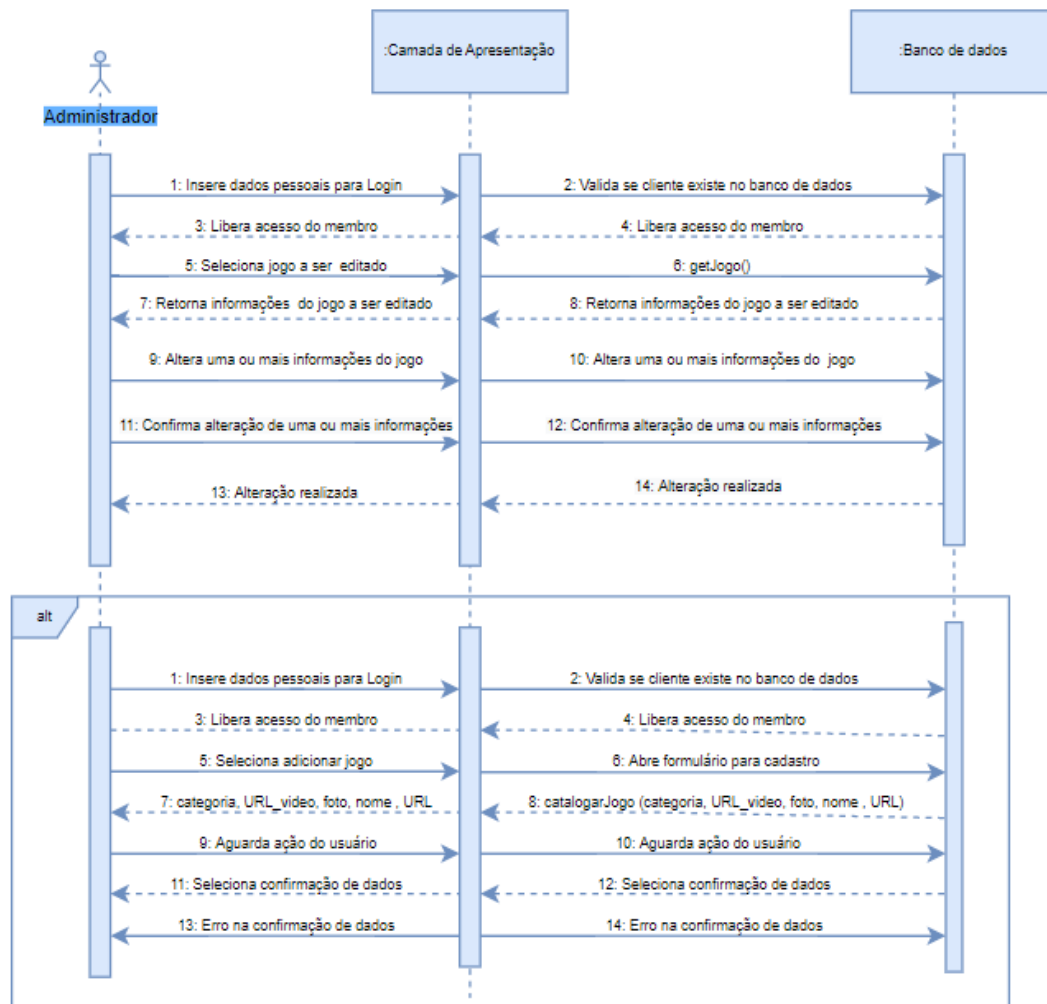 :Camada de Apresentação
:Banco de dados
Administrador
1: Insere dados pessoais para Login
2: Valida se cliente existe no banco de dados
3: Libera acesso do membro
4: Libera acesso do membro
5: Seleciona jogo a ser editado
6: getJogo()
7: Retorna informações do jogo a ser editado
8: Retorna informações do jogo a ser editado
9: Altera uma ou mais informações do jogo
10: Altera uma ou mais informações do jogo
11: Confirma alteração de uma ou mais informações
12: Confirma alteração de uma ou mais informações
13: Alteração realizada
14: Alteração realizada
alt
1: Insere dados pessoais para Login
2: Valida se cliente existe no banco de dados
3: Libera acesso do membro
4: Libera acesso do membro
5: Seleciona adicionar jogo
6: Abre formulário para cadastro
7: categoria, URL_video, foto, nome , URL
8: catalogarJogo (categoria, URL_video, foto, nome , URL)
9: Aguarda ação do usuário
10: Aguarda ação do usuário
11: Seleciona confirmação de dados
12: Seleciona confirmação de dados
13: Erro na confirmação de dados
14: Erro na confirmação de dados